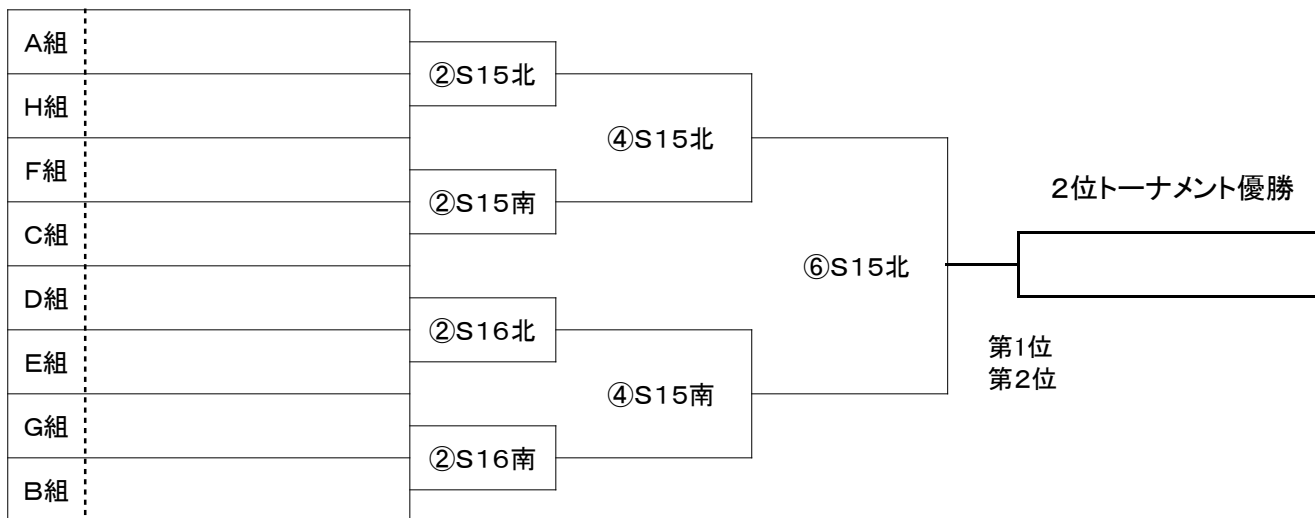 A組
H組
F組
C組
D組
E組
G組
B組
②S15北
②S15南
②S16北
②S16南
④S15北
④S15南
⑥S15北
2位トーナメント優勝
第1位
第2位